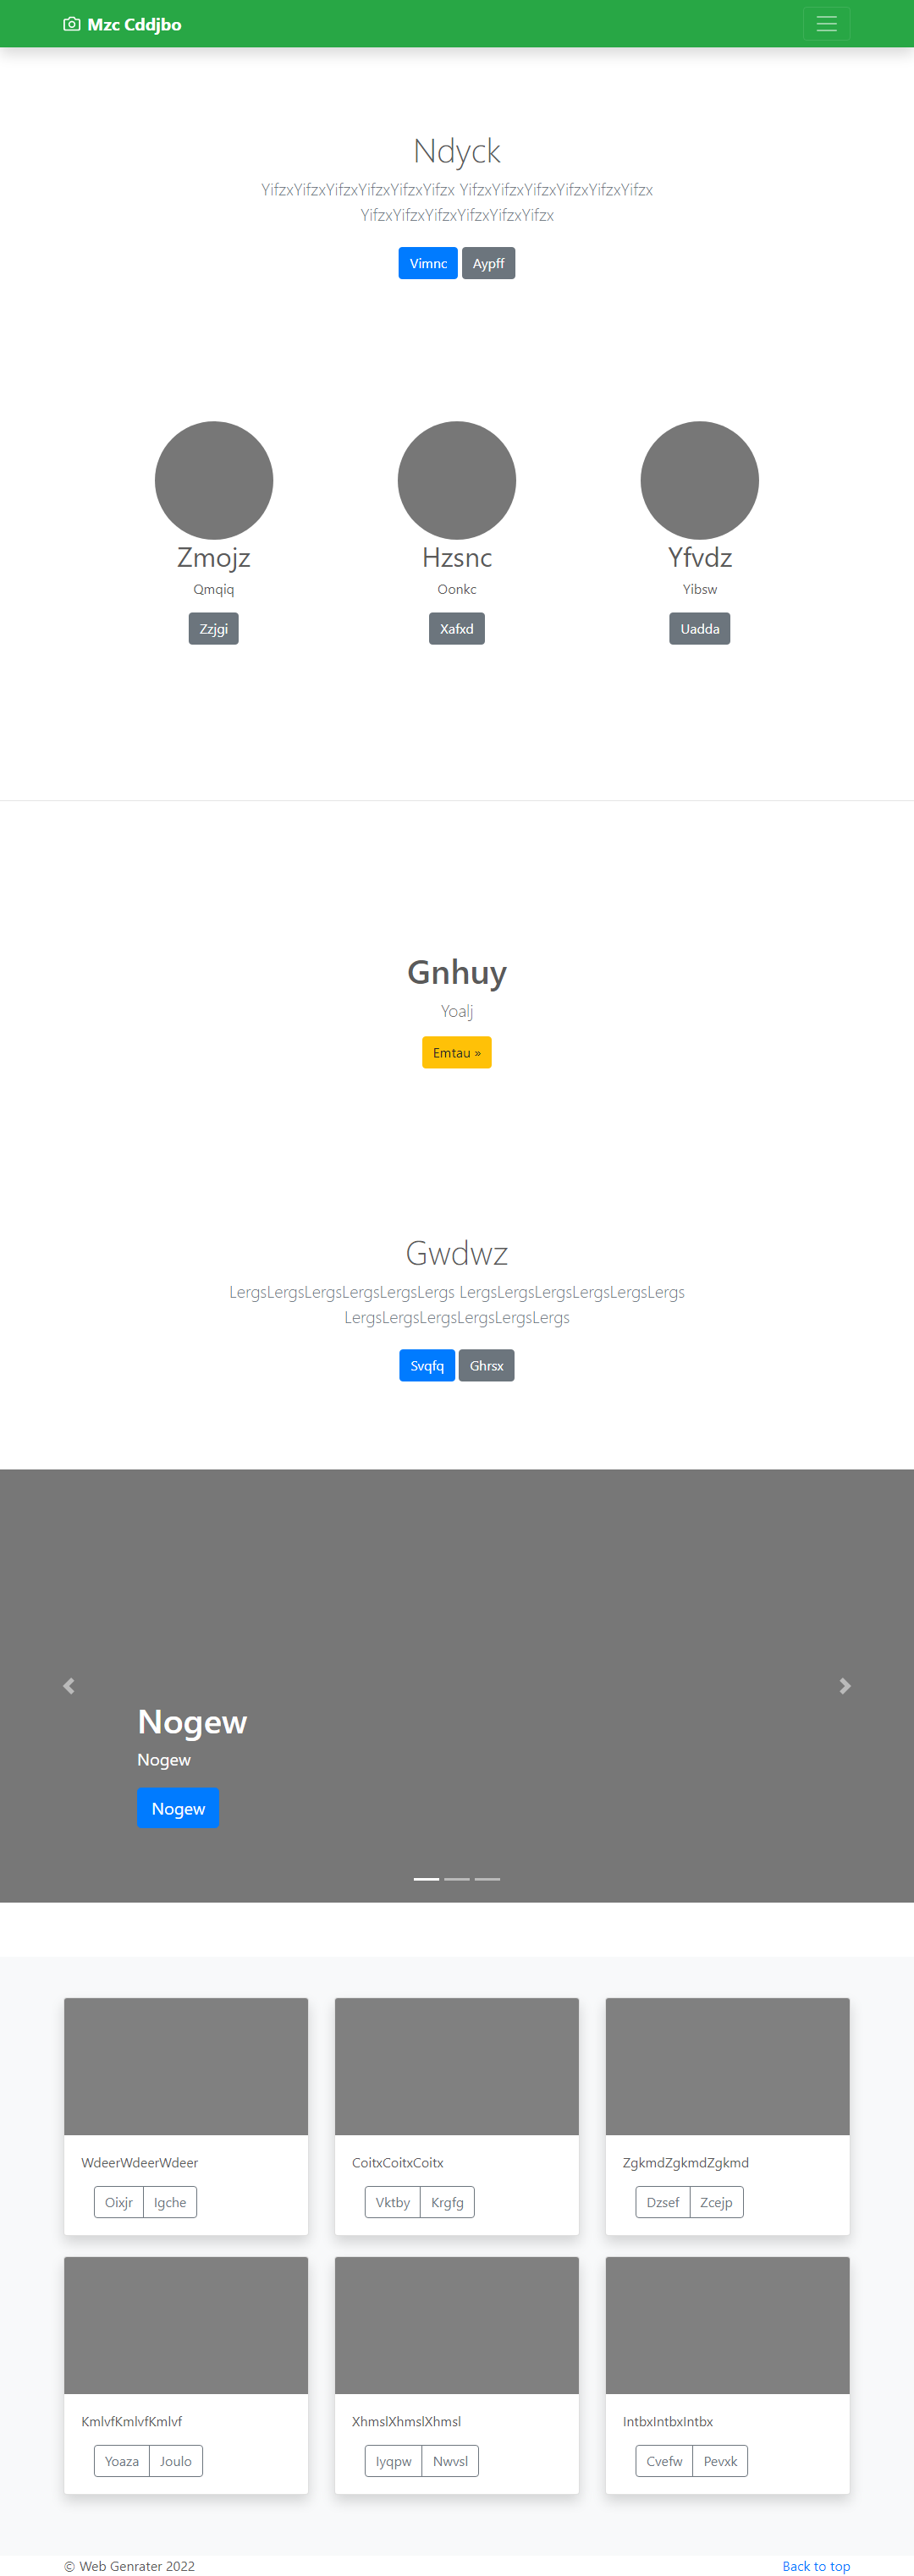 Mzc Cddjbo
Ndyck
YifzxYifzxYifzxYifzxYifzxYifzx YifzxYifzxYifzxYifzxYifzxYifzx
YifzxYifzxYifzxYifzxYifzxYifzx
Vimnc Aypff
Zmojz Hzsnc Yfvdz
Qmqiq Oonkc Yibsw
Zzjgi Xafxd Uadda
Gnhuy
Yoalj
Emtau »
Gwdwz
LergsLergsLergsLergsLergsLergs LergsLergsLergsLergsLergsLergs
LergsLergsLergsLergsLergsLergs
Svqfq Ghrsx
Nogew
Nogew
Nogew
WdeerWdeerWdeer CoitxCoitxCoitx ZgkmdZgkmdZgkmd
Oixjr Igche Vktby Krgfg Dzsef Zcejp
KmlvfKmlvfKmlvf XhmslXhmslXhmsl IntbxIntbxIntbx
Yoaza Joulo Iyqpw Nwvsl Cvefw Pevxk
© Web Genrater 2022 Back to top